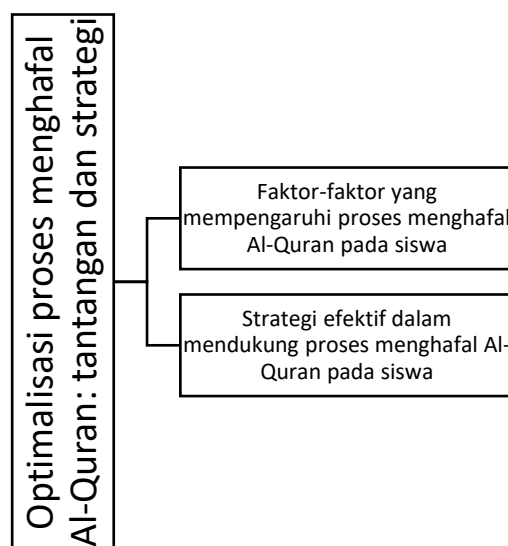 Optimalisasi proses menghafal
Al-Quran: tantangan dan strategi
Faktor-faktor yang
mempengaruhi proses menghafal
Al-Quran pada siswa
Strategi efektif dalam
mendukung proses menghafal Al-
Quran pada siswa